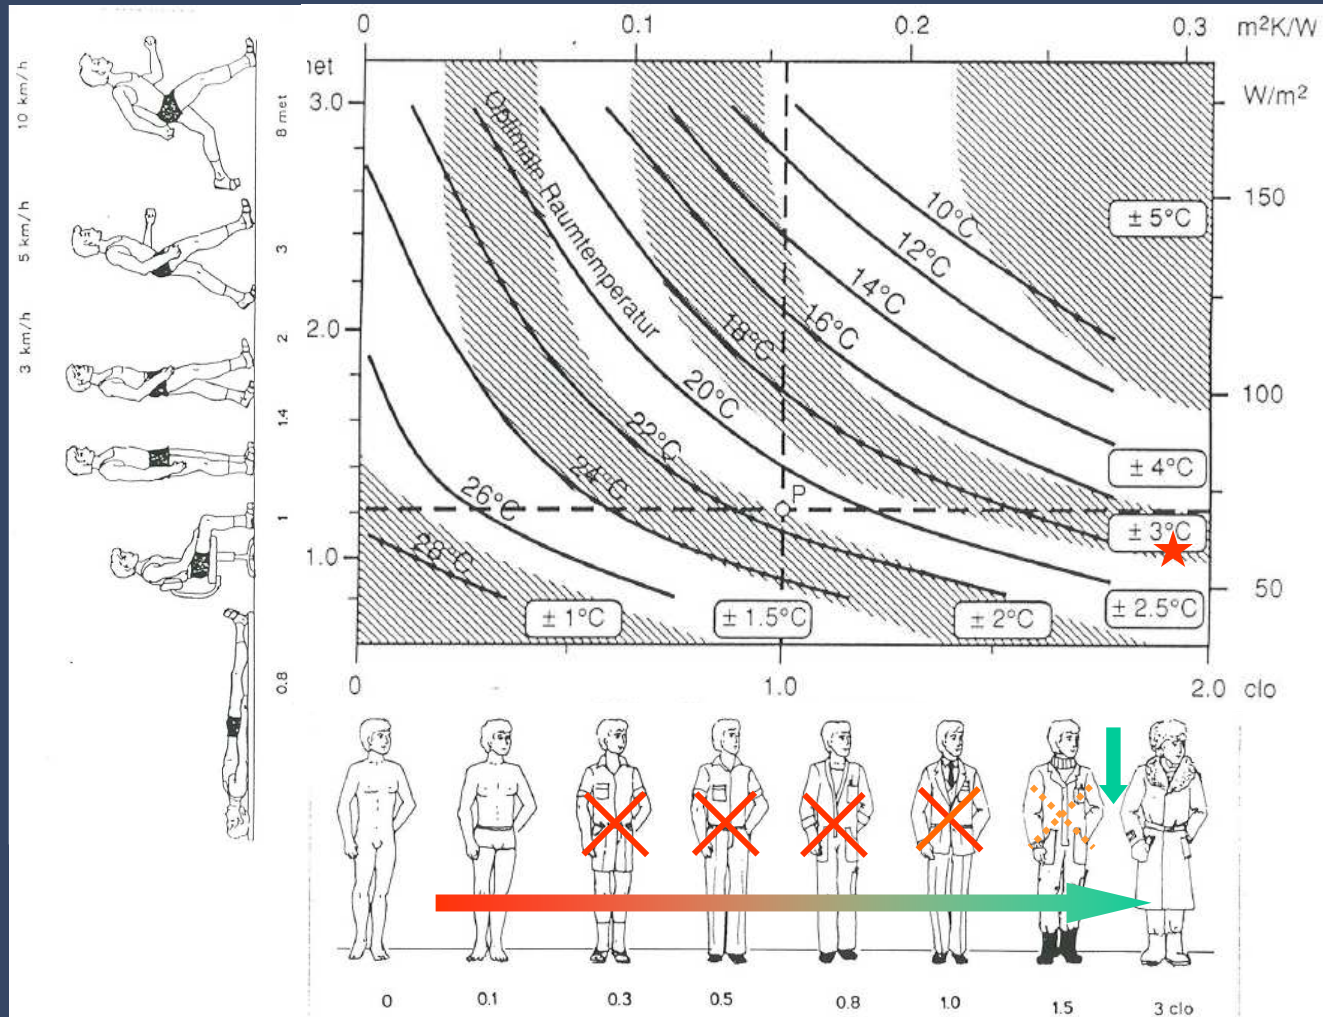 0 0.1 0.2 0.3 m²K/W
net
W/m²
3.0
2.0
1.0
150
100
50
Optimale Raumtemperatur
10°C
12°C
14°C
16°C
18°C
20°C
22°C
24°C
26°C
28°C
P
± 5°C
± 4°C
± 3°C
± 2.5°C
± 1°C
± 1.5°C
± 2°C
0 1.0 2.0 clo
10 km/h
5 km/h
3 km/h
8 met
3
2
1.4
1
0.8
0 0.1 0.3 0.5 0.8 1.0 1.5 3 clo